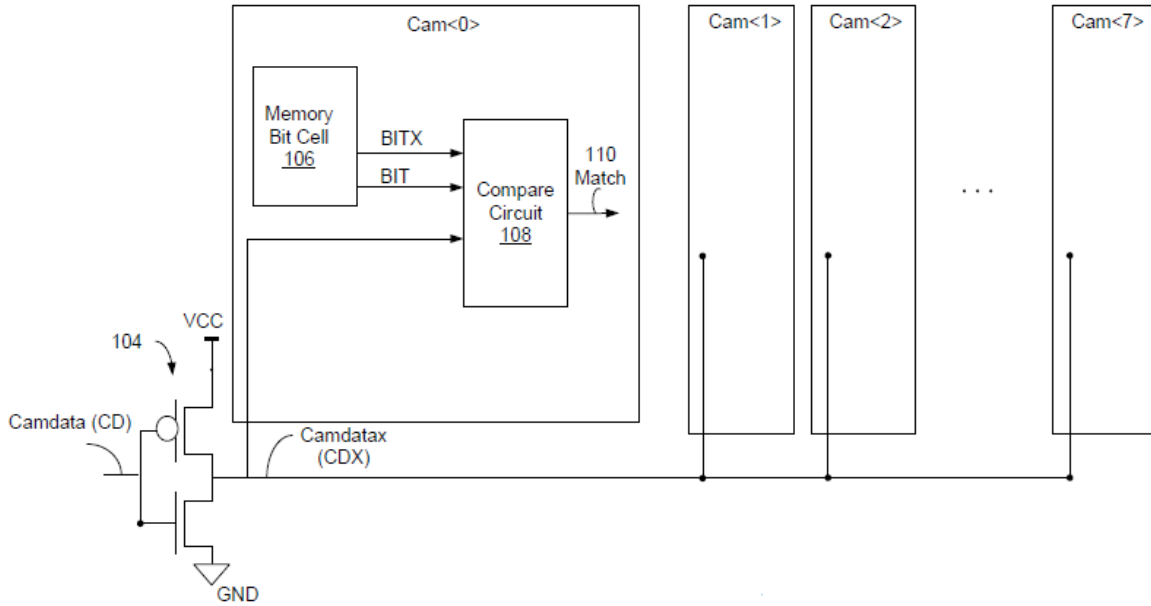 Cam<0>
Cam<1>
Cam<2>
Cam<7>
Memory
Bit Cell
106
BITX
BIT
Compare
Circuit
108
110
Match
. . .
VCC
104
Camdata (CD)
Camdatax
(CDX)
GND